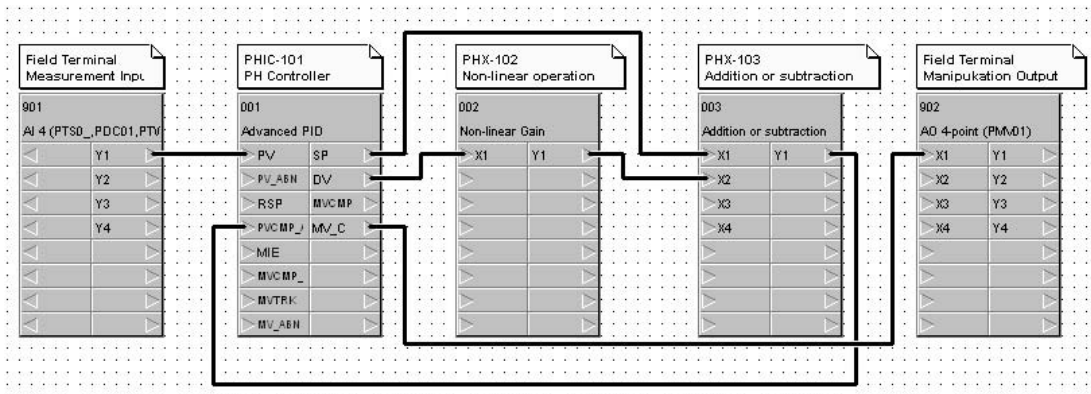 Field Terminal
Measurement Inpu
PHIC-101
PH Controller
PHX-102
Non-linear operation
PHX-103
Addition or subtraction
Field Terminal
Manipukation Output
901
AI 4 (PTS0_,PDC01,PTW
Y1
Y2
Y3
Y4
001
Advanced PID
PV SP
PV_ABN DV
RSP MVCMP
PVCMP_/ MV_C
MIE
MVCMP_
MVTRK
MV_ABN
002
Non-linear Gain
X1 Y1
003
Addition or subtraction
X1 Y1
X2
X3
X4
902
AO 4-point (PMV01)
X1 Y1
X2 Y2
X3 Y3
X4 Y4